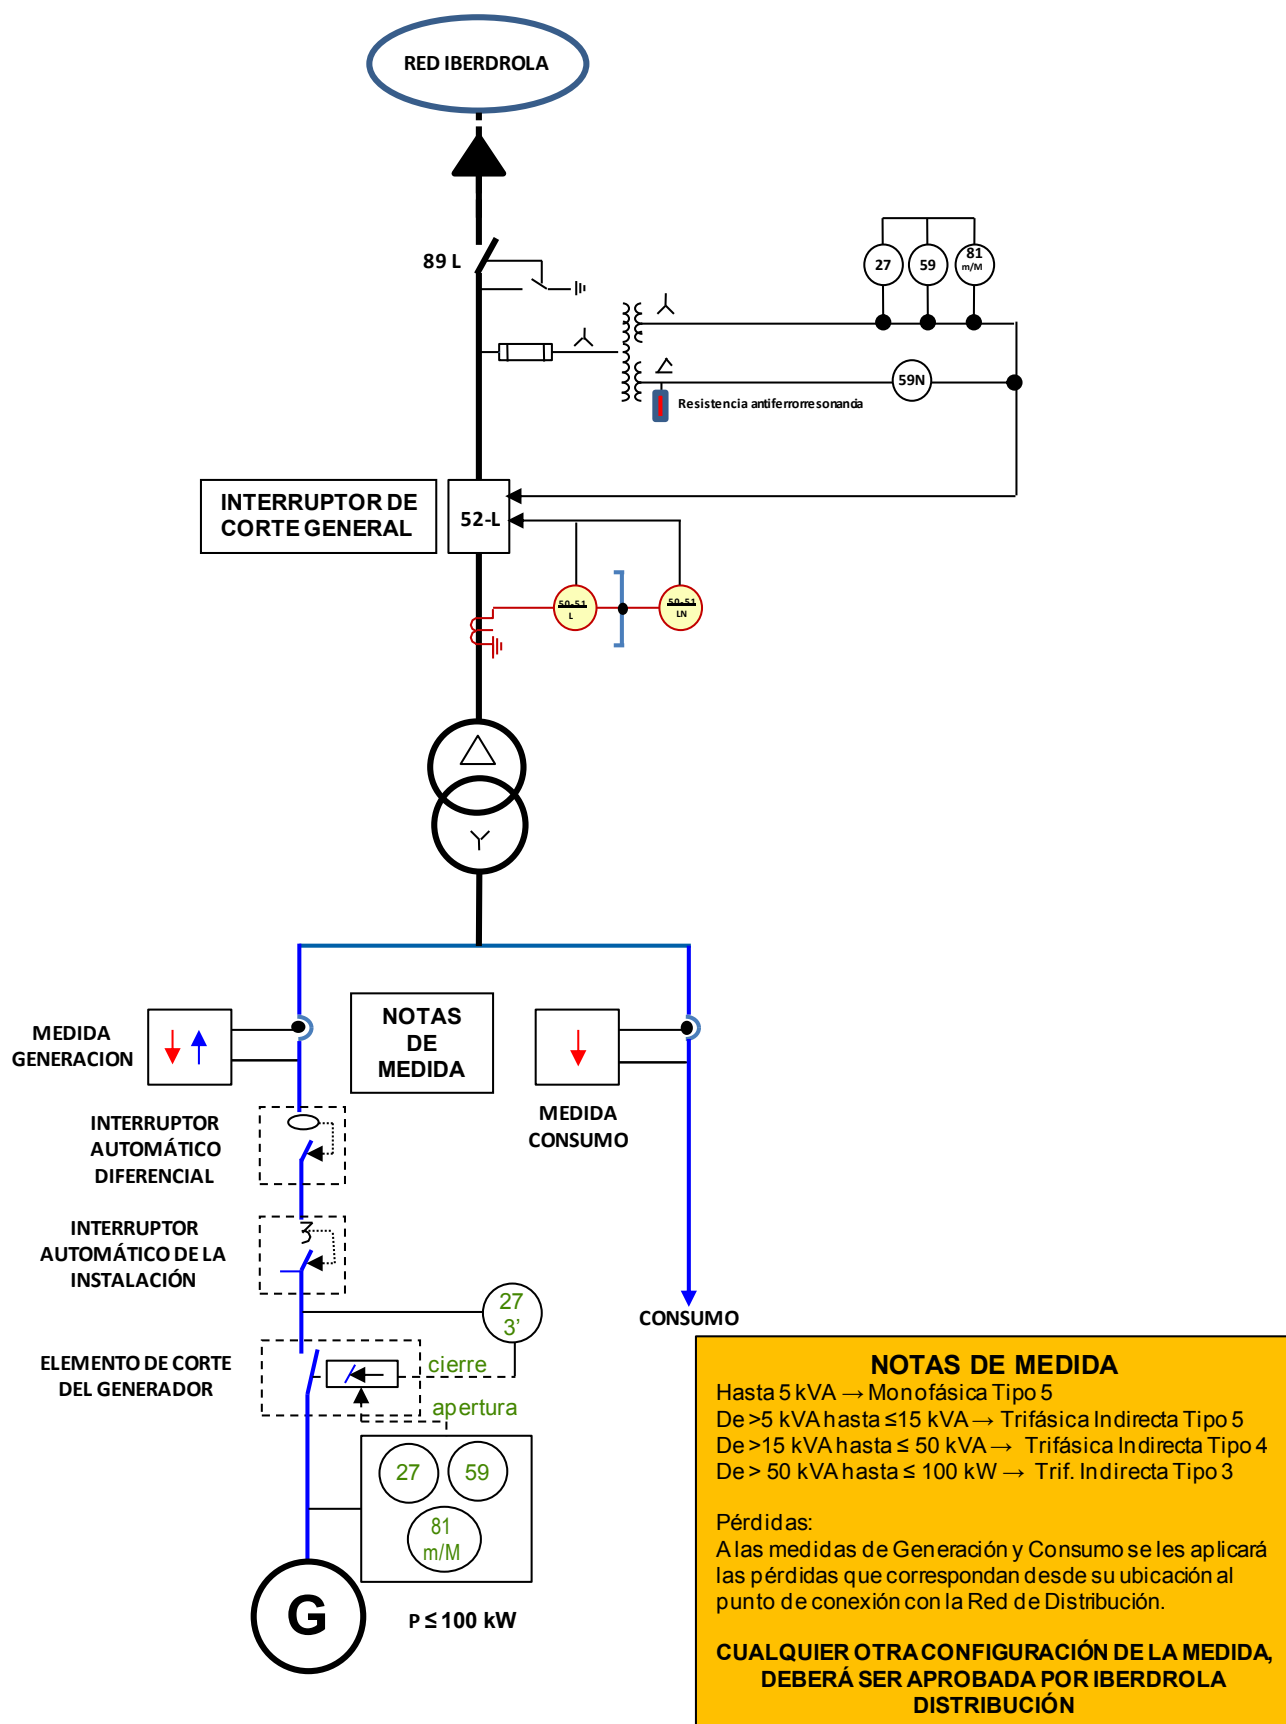 RED IBERDROLA
89 L
27
59
81
m/M
59N
Resistencia antiferrorresonancia
INTERRUPTOR DE
CORTE GENERAL
52-L
50-51
L
50-51
LN
MEDIDA
GENERACION
NOTAS
DE
MEDIDA
MEDIDA
CONSUMO
INTERRUPTOR
AUTOMÁTICO
DIFERENCIAL
INTERRUPTOR
AUTOMÁTICO DE LA
INSTALACIÓN
27
3’
CONSUMO
ELEMENTO DE CORTE
DEL GENERADOR
cierre
apertura
27
59
81
m/M
G
P ≤ 100 kW
NOTAS DE MEDIDA
Hasta 5 kVA → Monofásica Tipo 5
De >5 kVA hasta ≤15 kVA → Trifásica Indirecta Tipo 5
De >15 kVA hasta ≤ 50 kVA → Trifásica Indirecta Tipo 4
De > 50 kVA hasta ≤ 100 kW → Trif. Indirecta Tipo 3
Pérdidas:
A las medidas de Generación y Consumo se les aplicará
las pérdidas que correspondan desde su ubicación al
punto de conexión con la Red de Distribución.
CUALQUIER OTRA CONFIGURACIÓN DE LA MEDIDA,
DEBERÁ SER APROBADA POR IBERDROLA
DISTRIBUCIÓN